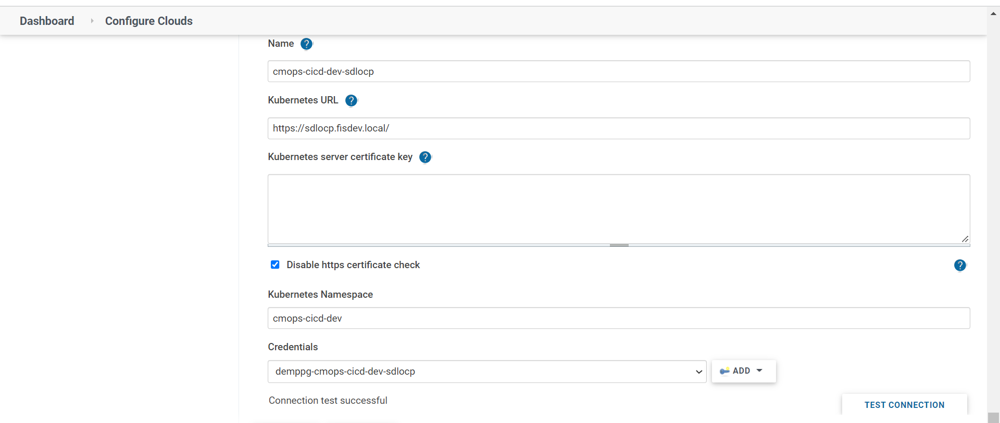 Dashboard
Configure Clouds
Name ?
cmops-cicd-dev-sdlocp
Kubernetes URL ?
https://sdlocp.fisdev.local/
Kubernetes server certificate key ?
Disable https certificate check ?
Kubernetes Namespace
cmops-cicd-dev
Credentials
demppg-cmops-cicd-dev-sdlocp
ADD
Connection test successful
TEST CONNECTION